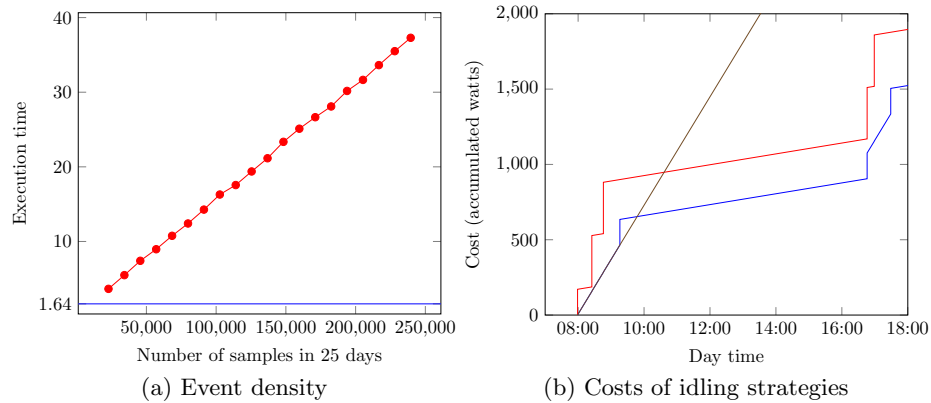 40
30
20
10
1.64
50,000 100,000 150,000 200,000 250,000
Execution time
Number of samples in 25 days
(a) Event density
2,000
1,500
1,000
500
0
08:00 10:00 12:00 14:00 16:00 18:00
Cost (accumulated watts)
Day time
(b) Costs of idling strategies